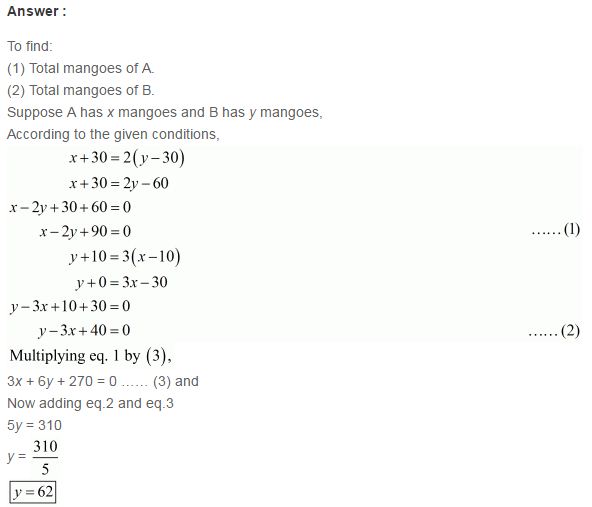 Answer :
To find:
(1) Total mangoes of A.
(2) Total mangoes of B.
Suppose A has x mangoes and B has y mangoes,
According to the given conditions,
x + 30 = 2(y − 30)
x + 30 = 2y − 60
x − 2y + 30 + 60 = 0
x − 2y + 90 = 0 ......(1)
y + 10 = 3(x − 10)
y + 0 = 3x − 30
y − 3x + 10 + 30 = 0
y − 3x + 40 = 0 ......(2)
Multiplying eq. 1 by (3),
3x + 6y + 270 = 0 ...... (3) and
Now adding eq.2 and eq.3
5y = 310
y = 310/5
y = 62